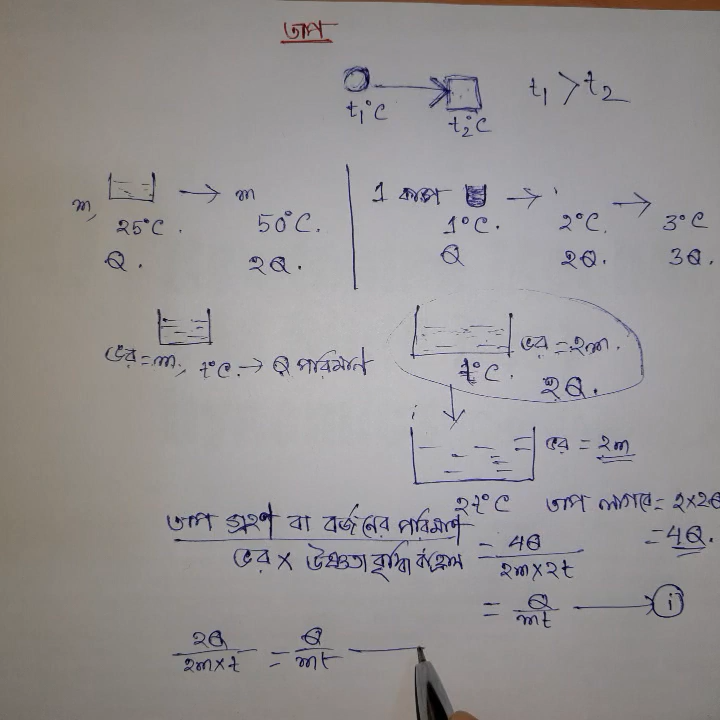 তাপ
t₁°C t₂°C t₁ > t₂
m, 25°C. → m 50°C.
Q. 2Q.
1 কাপ → →
1°C. 2°C. 3°C
Q 2Q. 3Q.
ভর = m, t°C. → Q পরিমাণ
ভর = 2m.
t°C.
2Q.
ভর = 2m
2t°C তাপ লাগবে = 2×2Q
= 4Q.
তাপ গ্রহণ বা বর্জনের পরিমাণ / ভর × উষ্ণতা বৃদ্ধি বা হ্রাস = 4Q / 2m×2t
= Q / mt → (i)
2Q / 2m×t = Q / mt